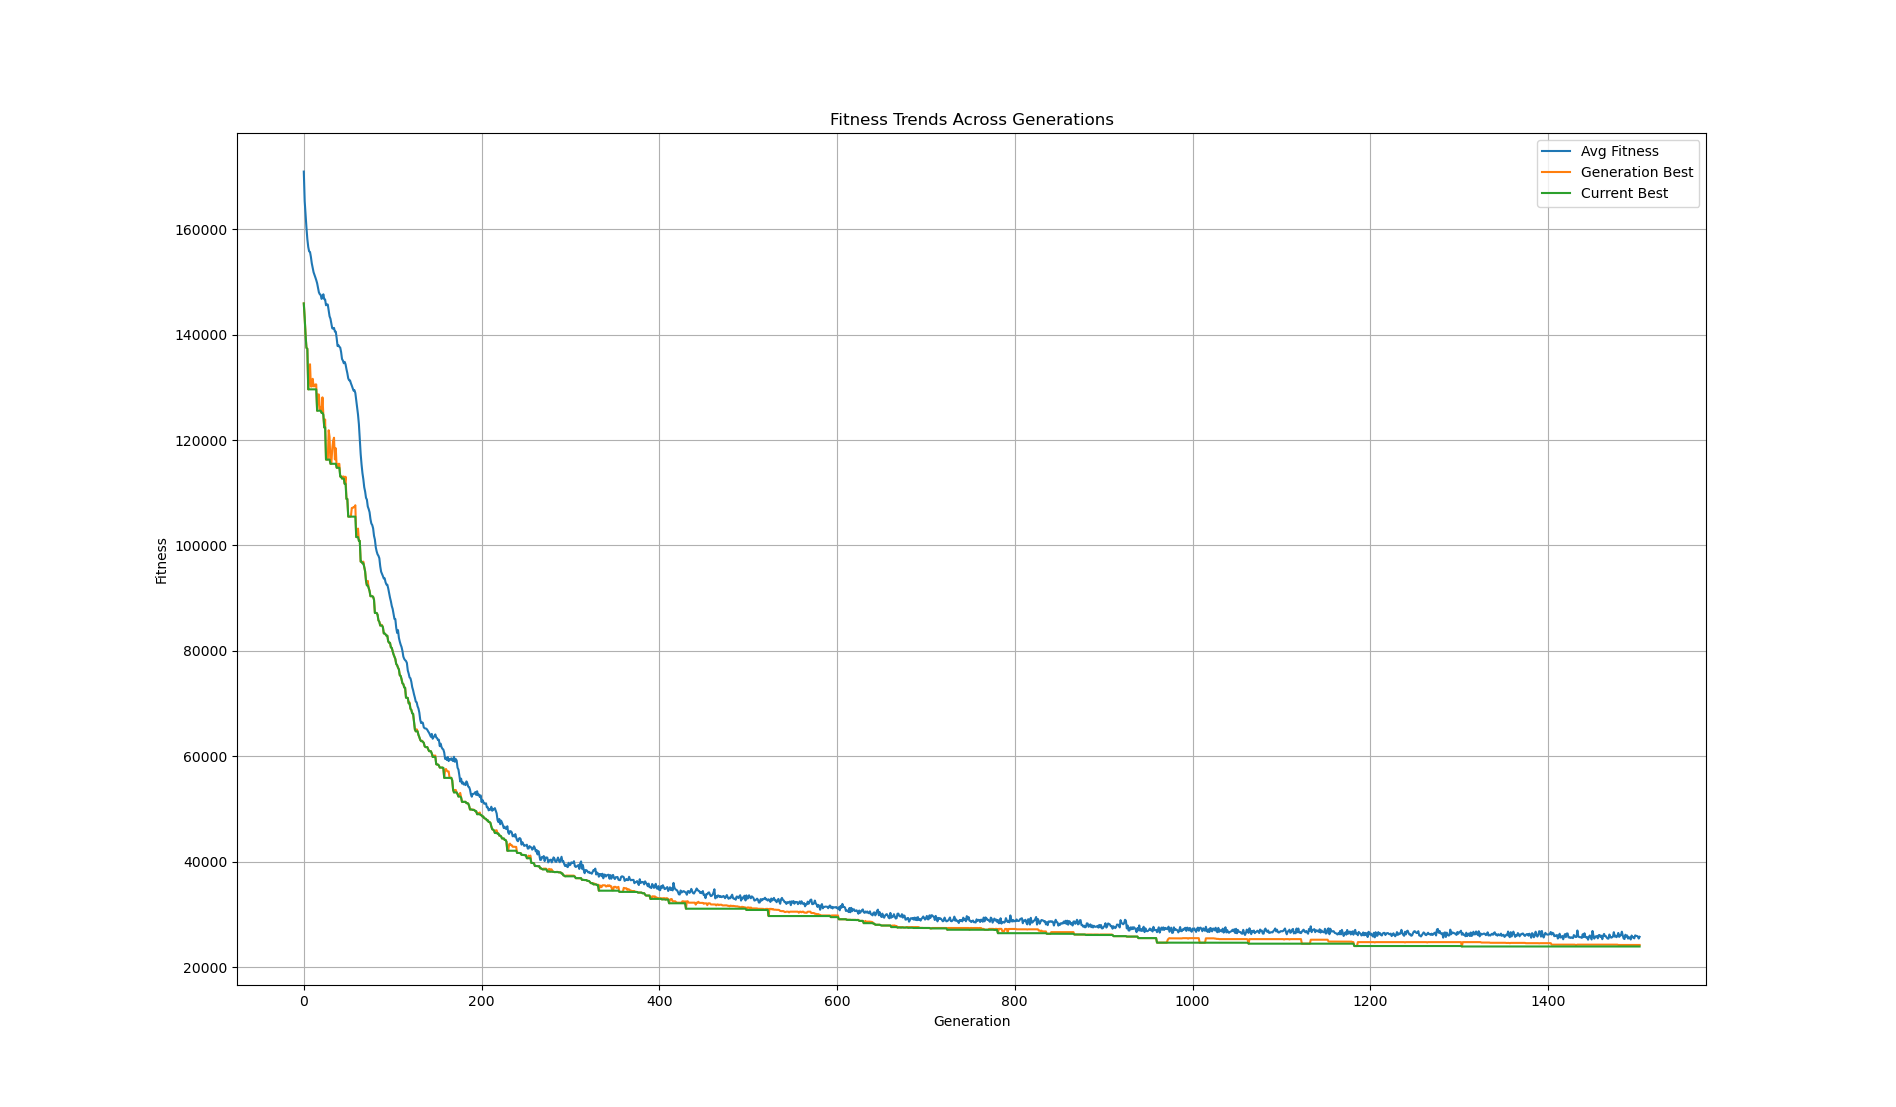 Fitness Trends Across Generations
Avg Fitness
Generation Best
Current Best
160000
140000
120000
100000
80000
60000
40000
20000
Fitness
0 200 400 600 800 1000 1200 1400
Generation